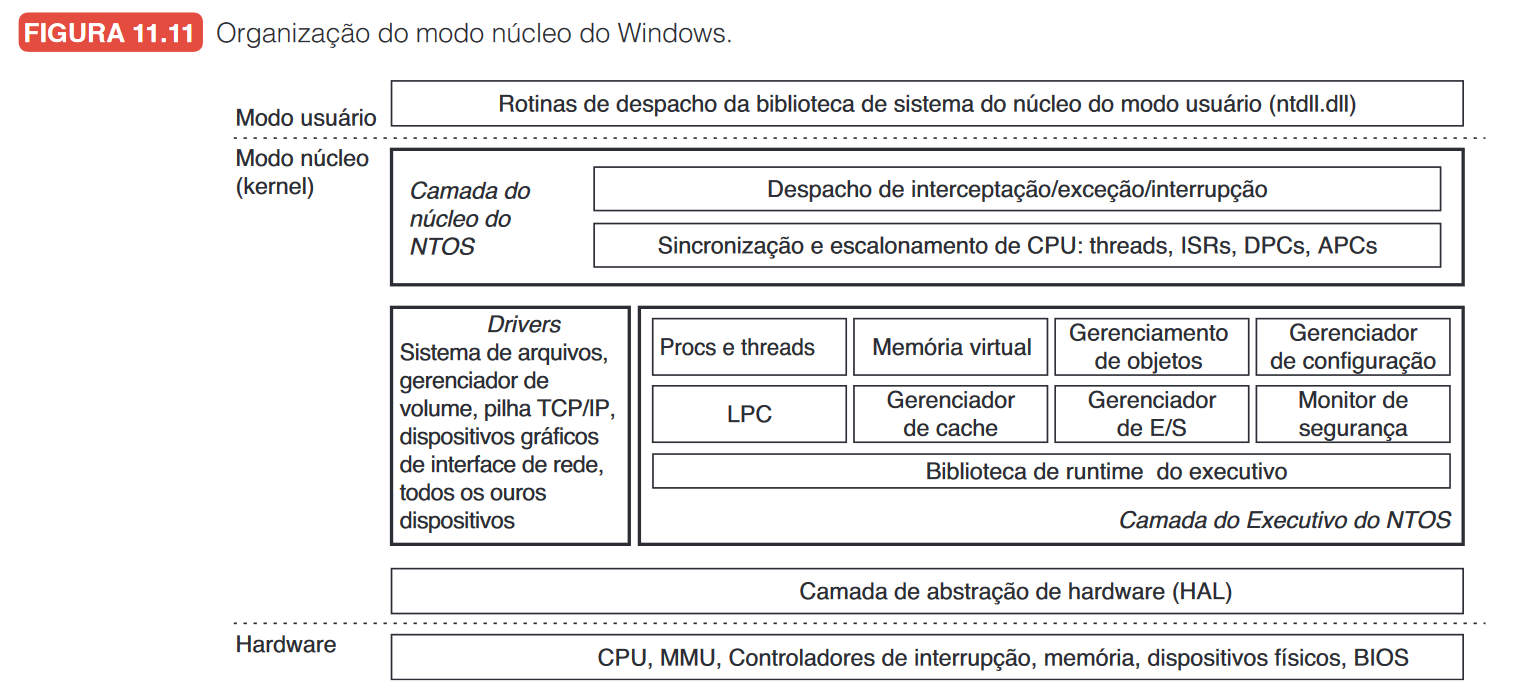 FIGURA 11.11 Organização do modo núcleo do Windows.
Modo usuário
Rotinas de despacho da biblioteca de sistema do núcleo do modo usuário (ntdll.dll)
Modo núcleo
(kernel)
Camada do
núcleo do
NTOS
Despacho de interceptação/exceção/interrupção
Sincronização e escalonamento de CPU: threads, ISRs, DPCs, APCs
Drivers
Sistema de arquivos,
gerenciador de
volume, pilha TCP/IP,
dispositivos gráficos
de interface de rede,
todos os ouros
dispositivos
Procs e threads
Memória virtual
Gerenciamento
de objetos
Gerenciador
de configuração
LPC
Gerenciador
de cache
Gerenciador
de E/S
Monitor de
segurança
Biblioteca de runtime do executivo
Camada do Executivo do NTOS
Camada de abstração de hardware (HAL)
Hardware
CPU, MMU, Controladores de interrupção, memória, dispositivos físicos, BIOS